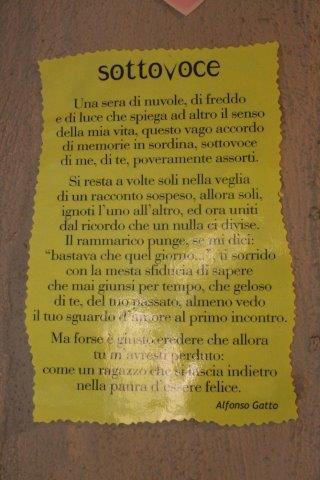 sottovoce
Una sera di nuvole, di freddo
e di luce che spiega ad altro il senso
della mia vita, questo vago accordo
di memorie in sordina, sottovoce
di me, di te, poveramente assorti.
Si resta a volte soli nella veglia
di un racconto sospeso, allora soli,
ignoti l'uno all'altro, ed ora uniti
dal ricordo che un nulla ci divise.
Il rammarico punge, se mi dici:
"bastava che quel giorno...", ti sorrido
con la mesta sfiducia di sapere
che mai giunsi per tempo, che geloso
di te, del tuo passato, almeno vedo
il tuo sguardo d'amore al primo incontro.
Ma forse è giusto credere che allora
tu m'avresti perduto:
come un ragazzo che si lascia indietro
nella paura d'essere felice.
Alfonso Gatto